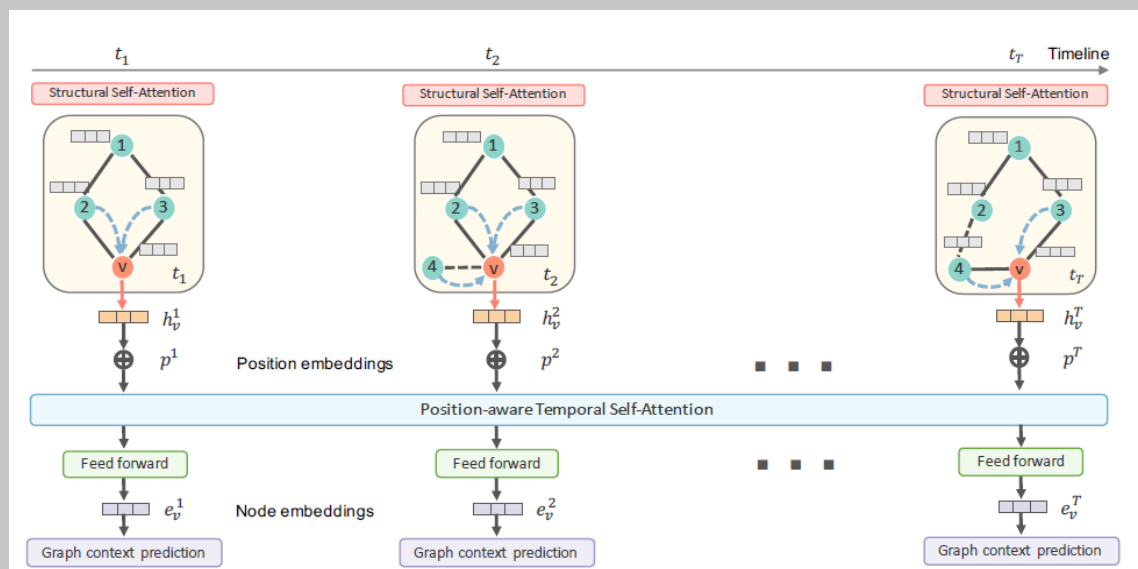 t₁ t₂ t_T Timeline
Structural Self-Attention Structural Self-Attention Structural Self-Attention
1 1 1
2 3 2 3 2 3
v t₁ 4 v t₂ 4 v t_T
h_v^1 h_v^2 h_v^T
p^1 Position embeddings p^2 p^T
Position-aware Temporal Self-Attention
Feed forward Feed forward Feed forward
e_v^1 Node embeddings e_v^2 e_v^T
Graph context prediction Graph context prediction Graph context prediction